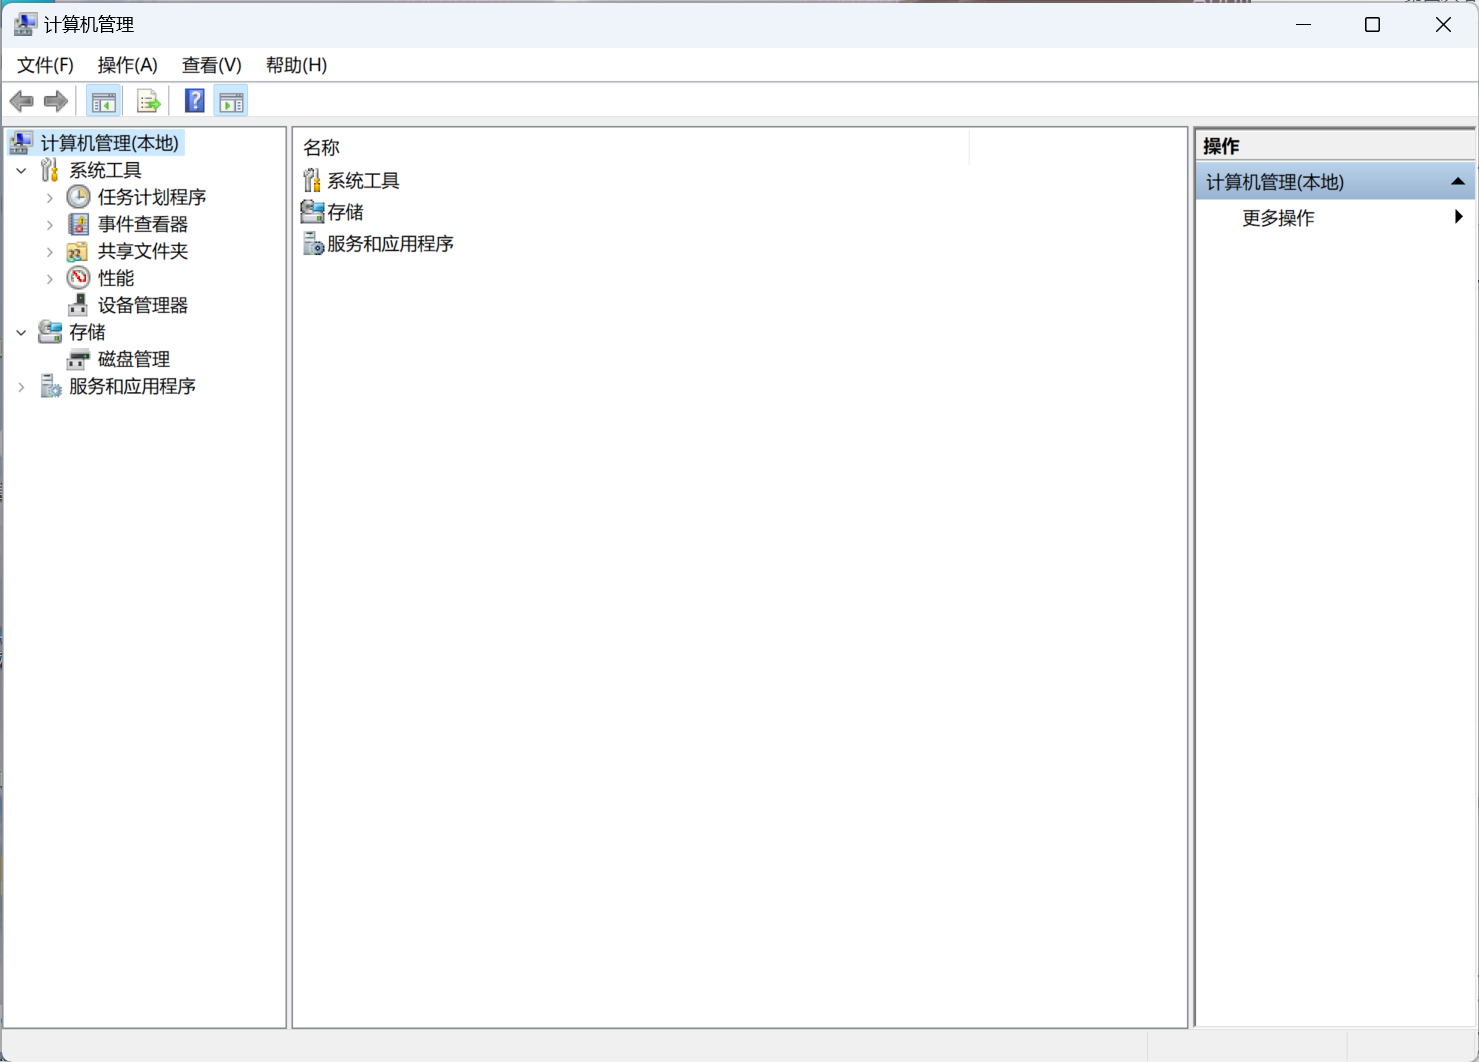 计算机管理
文件(F) 操作(A) 查看(V) 帮助(H)
计算机管理(本地)
系统工具
任务计划程序
事件查看器
共享文件夹
性能
设备管理器
存储
磁盘管理
服务和应用程序
名称
系统工具
存储
服务和应用程序
操作
计算机管理(本地)
更多操作